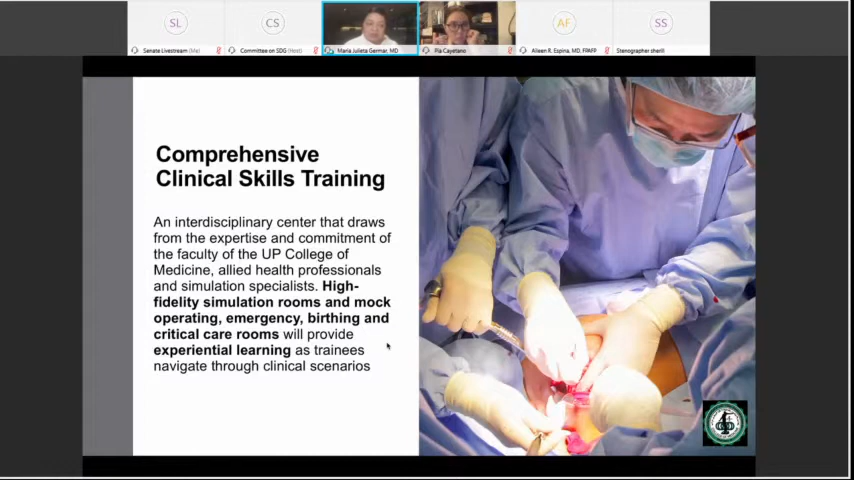 SL
CS
AF
SS
Senate Livestream (Me)
Committee on SDG (Host)
Maria Julieta Germar, MD
Pia Cayetano
Aileen R. Espina, MD, FPAFP
Stenographer sherill
Comprehensive
Clinical Skills Training
An interdisciplinary center that draws
from the expertise and commitment of
the faculty of the UP College of
Medicine, allied health professionals
and simulation specialists. High-
fidelity simulation rooms and mock
operating, emergency, birthing and
critical care rooms will provide
experiential learning as trainees
navigate through clinical scenarios